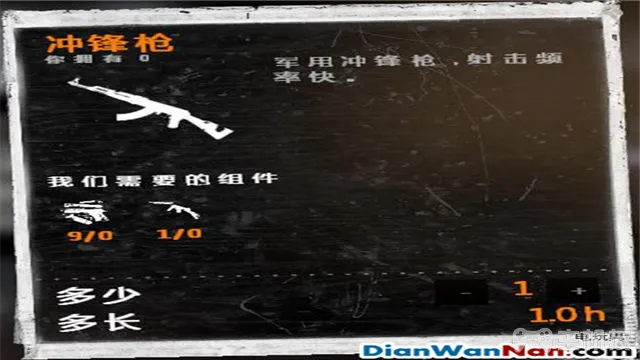 冲锋枪
你拥有 0
军用冲锋枪，射击频
率快。
我们需要的组件
9/0 1/0
多少
- 1 +
多长
1.0 h
DianWanNan.com